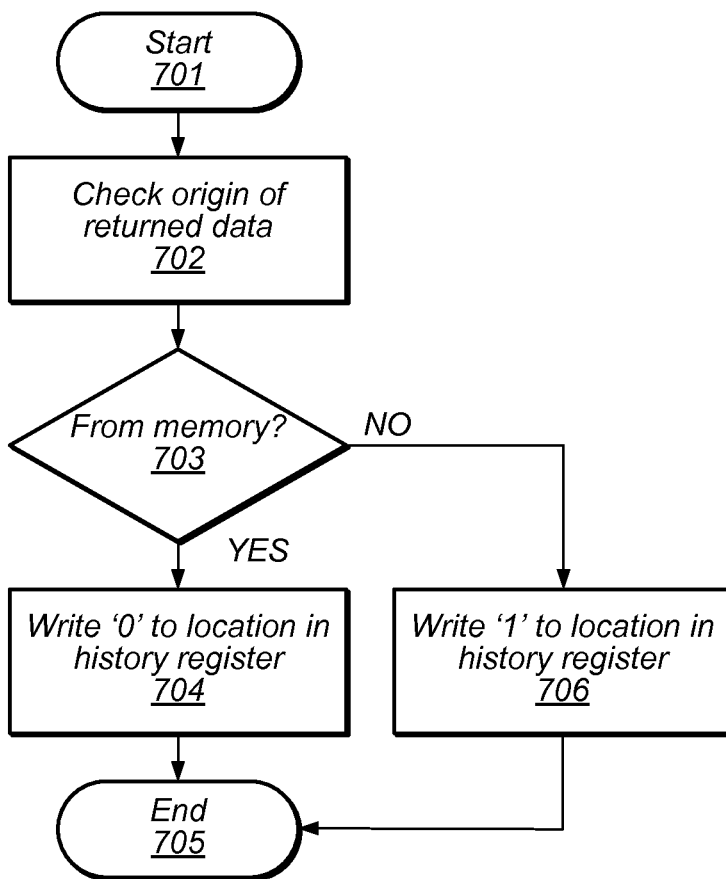 Start
701
Check origin of
returned data
702
From memory?
703
NO
YES
Write ‘0’ to location in
history register
704
Write ‘1’ to location in
history register
706
End
705